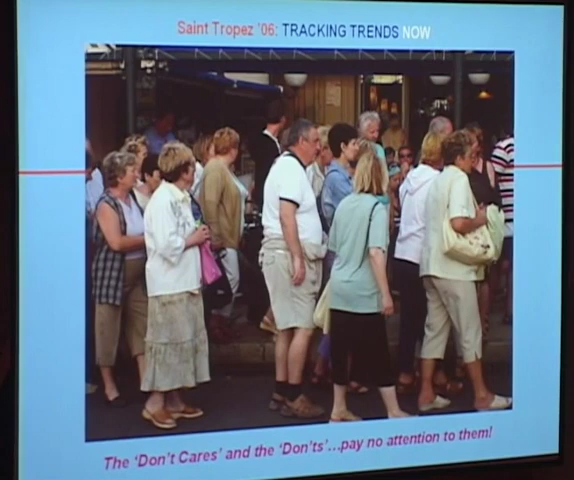 Saint Tropez '06: TRACKING TRENDS NOW
The 'Don't Cares' and the 'Don'ts'...pay no attention to them!